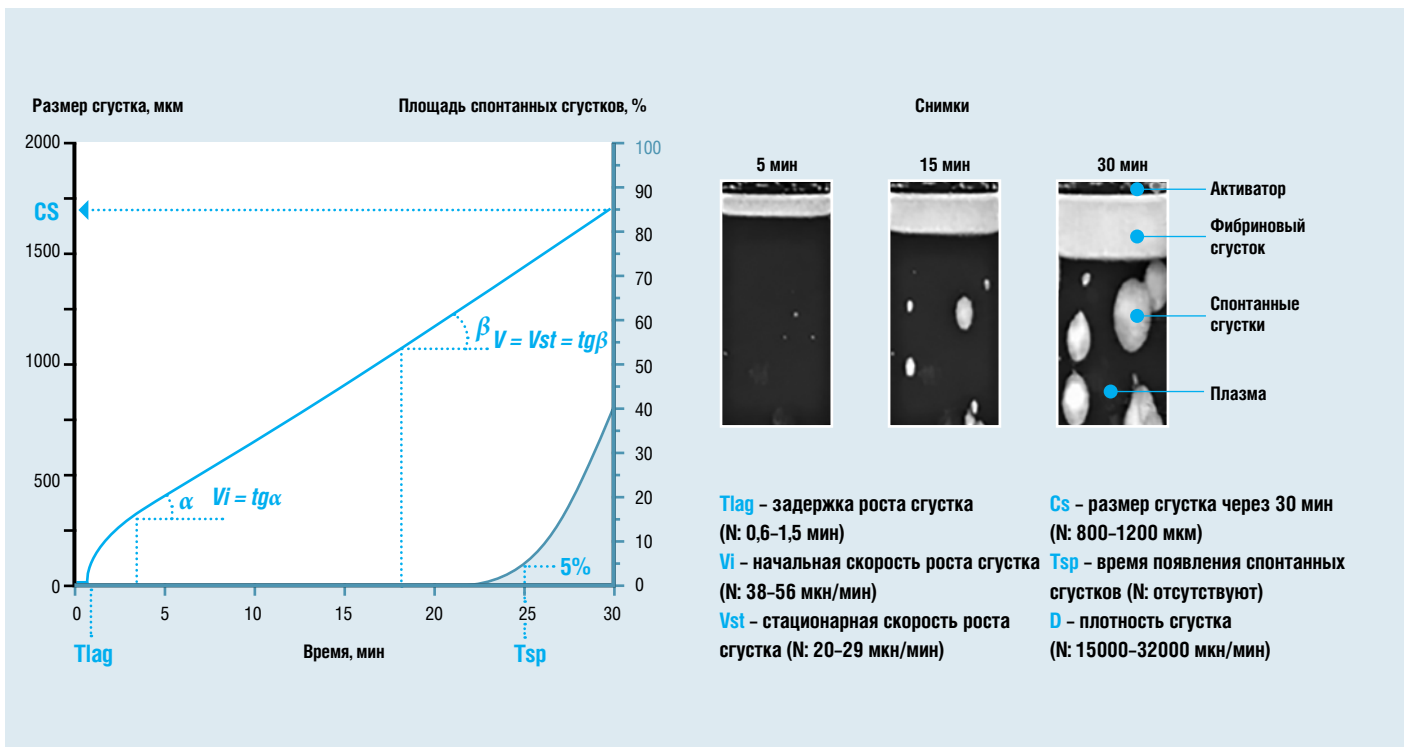 Размер сгустка, мкм
Площадь спонтанных сгустков, %
2000
CS
1500
1000
500
0
100
90
80
70
60
50
40
30
20
10
0
β
V = Vst = tgβ
α
Vi = tgα
5%
0
5
10
15
20
25
30
Tlag
Время, мин
Tsp
Снимки
5 мин
15 мин
30 мин
Активатор
Фибриновый
сгусток
Спонтанные
сгустки
Плазма
Tlag – задержка роста сгустка
(N: 0,6–1,5 мин)
Vi – начальная скорость роста сгустка
(N: 38–56 мкн/мин)
Vst – стационарная скорость роста
сгустка (N: 20–29 мкн/мин)
Cs – размер сгустка через 30 мин
(N: 800–1200 мкм)
Tsp – время появления спонтанных
сгустков (N: отсутствуют)
D – плотность сгустка
(N: 15000–32000 мкн/мин)